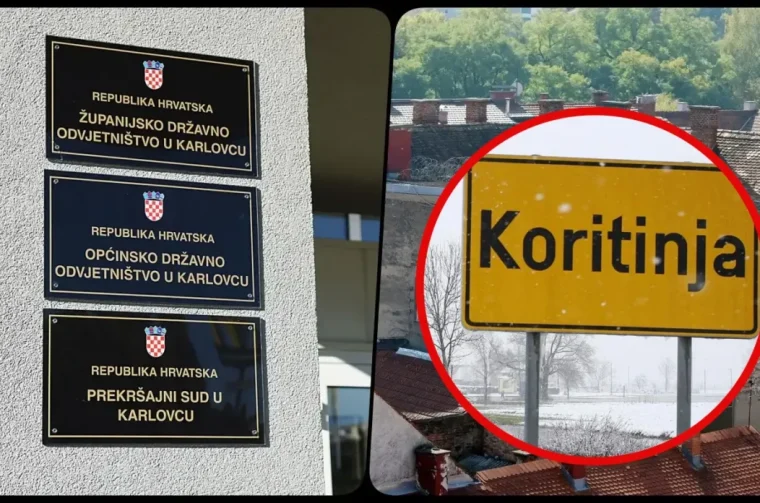 REPUBLIKA HRVATSKA
ŽUPANIJSKO DRŽAVNO
ODVJETNIŠTVO U KARLOVCU
REPUBLIKA HRVATSKA
OPĆINSKO DRŽAVNO
ODVJETNIŠTVO U KARLOVCU
REPUBLIKA HRVATSKA
PREKRŠAJNI SUD U
KARLOVCU
Koritinja